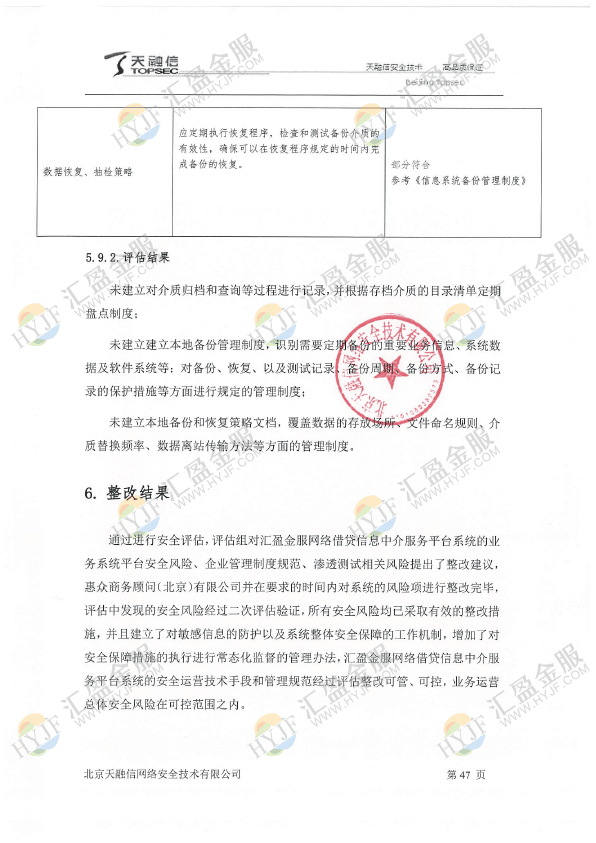 天融信
TOPSEC
天融信安全技术 高品质保证
Beijing Topsec
数据恢复、抽检策略
应定期执行恢复程序，检查和测试备份介质的
有效性，确保可以在恢复程序规定的时间内完
成备份的恢复。
部分符合
参考《信息系统备份管理制度》
5.9.2.评估结果
未建立对介质归档和查询等过程进行记录，并根据存档介质的目录清单定期
盘点制度；
未建立建立本地备份管理制度，识别需要定期备份的重要业务信息、系统数
据及软件系统等；对备份、恢复、以及测试记录、备份周期、备份方式、备份记
录的保护措施等方面进行规定的管理制度；
未建立本地备份和恢复策略文档，覆盖数据的存放场所、文件命名规则、介
质替换频率、数据离站传输方法等方面的管理制度。
北京天融信网络安全技术有限公司
6. 整改结果
通过进行安全评估，评估组对汇盈金服网络借贷信息中介服务平台系统的业
务系统平台安全风险、企业管理制度规范、渗透测试相关风险提出了整改建议，
惠众商务顾问（北京）有限公司并在要求的时间内对系统的风险项进行整改完毕，
评估中发现的安全风险经过二次评估验证，所有安全风险均已采取有效的整改措
施，并且建立了对敏感信息的防护以及系统整体安全保障的工作机制，增加了对
安全保障措施的执行进行常态化监督的管理办法，汇盈金服网络借贷信息中介服
务平台系统的安全运营技术手段和管理规范经过评估整改可管、可控，业务运营
总体安全风险在可控范围之内。
北京天融信网络安全技术有限公司 第 47 页
HYJF 汇盈金服
WWW.HYJF.COM